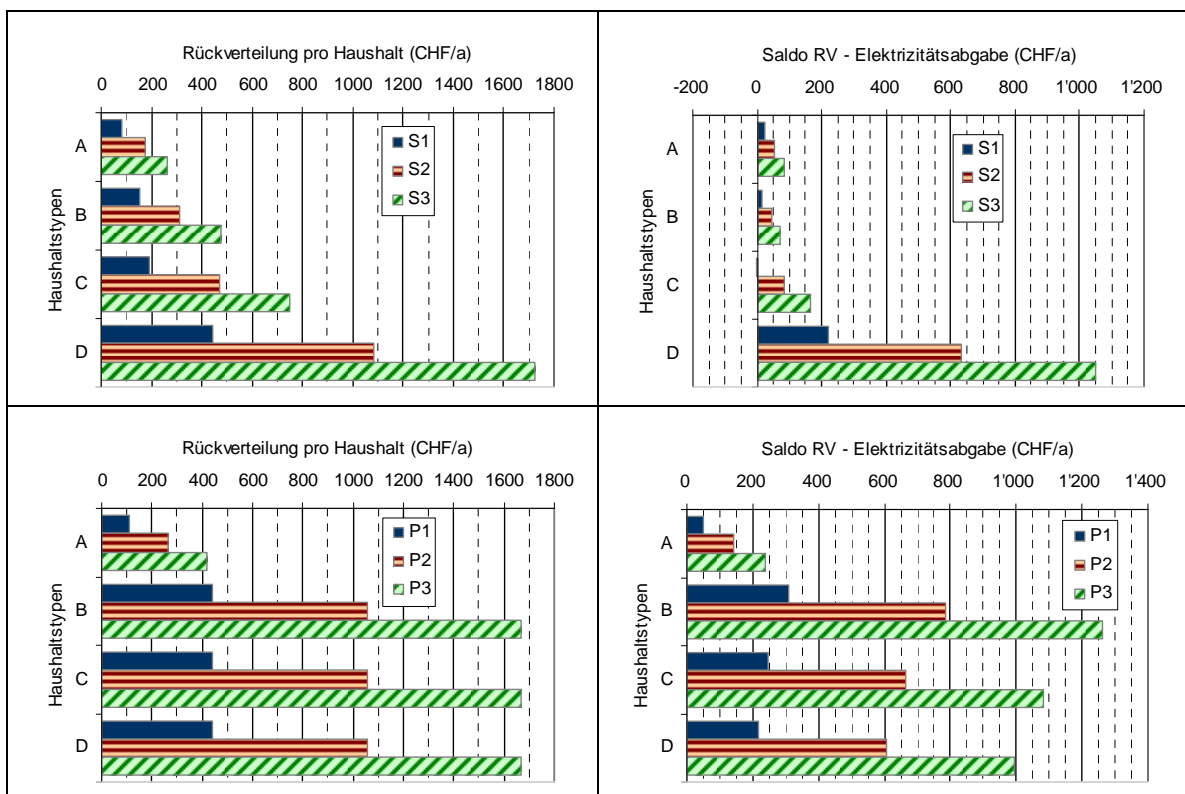 Rückverteilung pro Haushalt (CHF/a)
0 200 400 600 800 1000 1200 1400 1600 1800
Haushaltstypen
A
B
C
D
S1
S2
S3
Saldo RV - Elektrizitätsabgabe (CHF/a)
-200 0 200 400 600 800 1'000 1'200
Haushaltstypen
A
B
C
D
S1
S2
S3
Rückverteilung pro Haushalt (CHF/a)
0 200 400 600 800 1000 1200 1400 1600 1800
Haushaltstypen
A
B
C
D
P1
P2
P3
Saldo RV - Elektrizitätsabgabe (CHF/a)
0 200 400 600 800 1'000 1'200 1'400
Haushaltstypen
A
B
C
D
P1
P2
P3